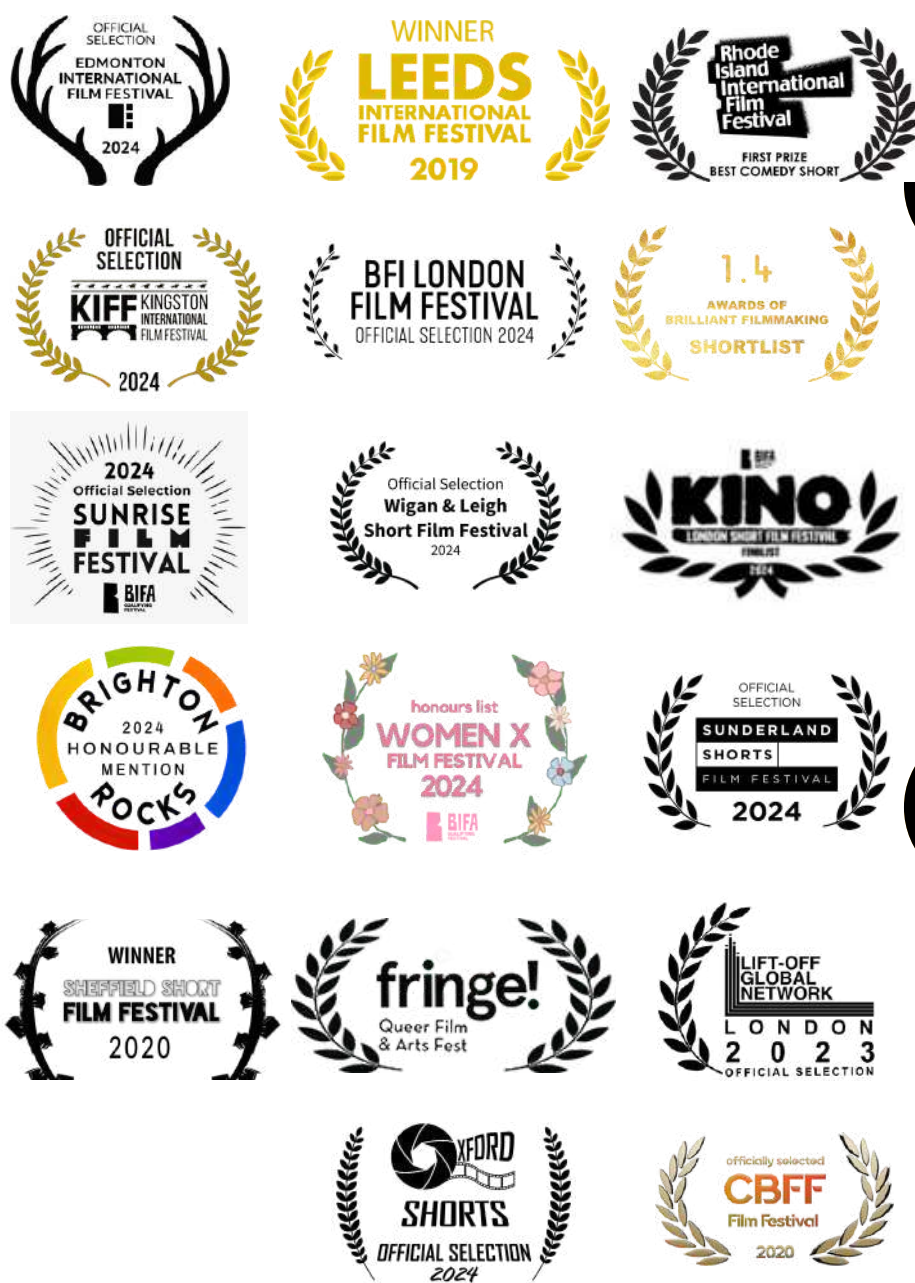 OFFICIAL
SELECTION
EDMONTON
INTERNATIONAL
FILM FESTIVAL
2024
WINNER
LEEDS
INTERNATIONAL
FILM FESTIVAL
2019
Rhode
Island
International
Film
Festival
FIRST PRIZE
BEST COMEDY SHORT
OFFICIAL
SELECTION
KIFF KINGSTON
INTERNATIONAL
FILM FESTIVAL
2024
BFI LONDON
FILM FESTIVAL
OFFICIAL SELECTION 2024
1.4
AWARDS OF
BRILLIANT FILMMAKING
SHORTLIST
2024
Official Selection
SUNRISE
FILM
FESTIVAL
BIFA
QUALIFYING
FESTIVAL
Official Selection
Wigan & Leigh
Short Film Festival
2024
BIFA
KINO
LONDON SHORT FILM FESTIVAL
FINALIST
2024
BRIGHTON
2024
HONOURABLE
MENTION
ROCKS
honours list
WOMEN X
FILM FESTIVAL
2024
BIFA
QUALIFYING
FESTIVAL
OFFICIAL
SELECTION
SUNDERLAND
SHORTS
FILM FESTIVAL
2024
WINNER
SHEFFIELD SHORT
FILM FESTIVAL
2020
fringe!
Queer Film
& Arts Fest
LIFT-OFF
GLOBAL
NETWORK
LONDON
2023
OFFICIAL SELECTION
OXFORD
SHORTS
OFFICIAL SELECTION
2024
officially selected
CBFF
Film Festival
2020